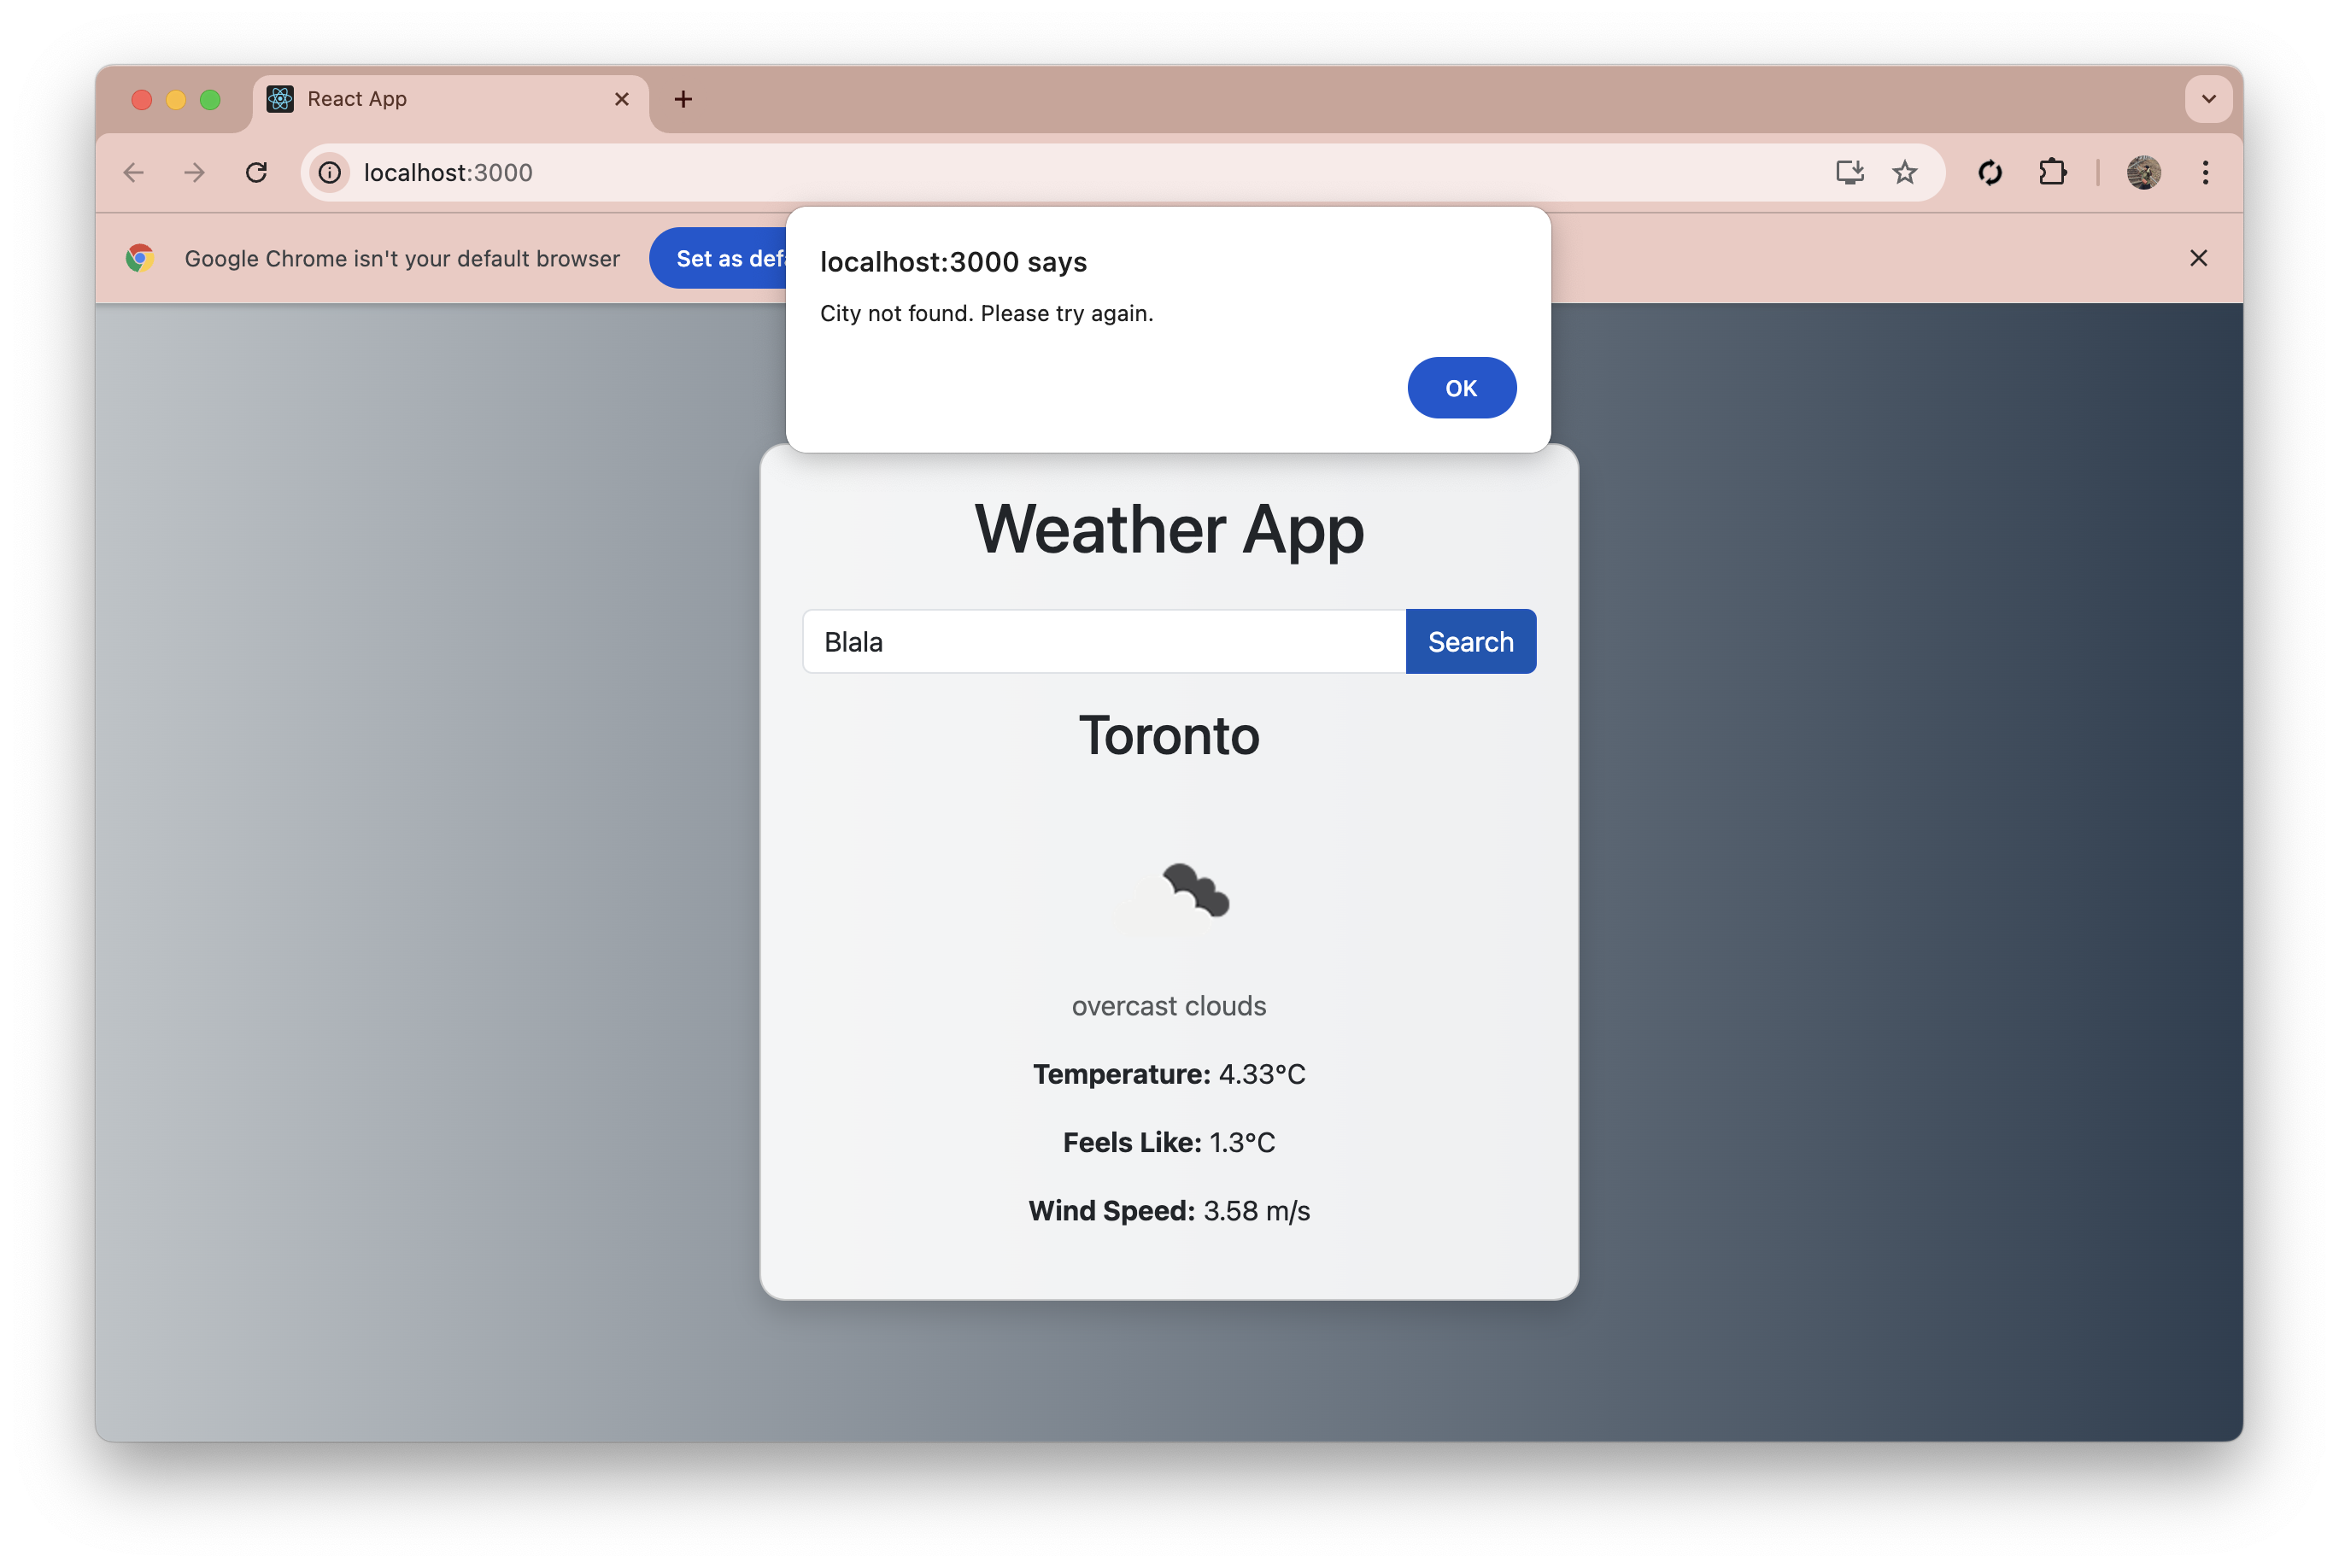 React App
localhost:3000
Google Chrome isn't your default browser
Set as defa
localhost:3000 says
City not found. Please try again.
OK
Weather App
Blala
Search
Toronto
overcast clouds
Temperature: 4.33°C
Feels Like: 1.3°C
Wind Speed: 3.58 m/s